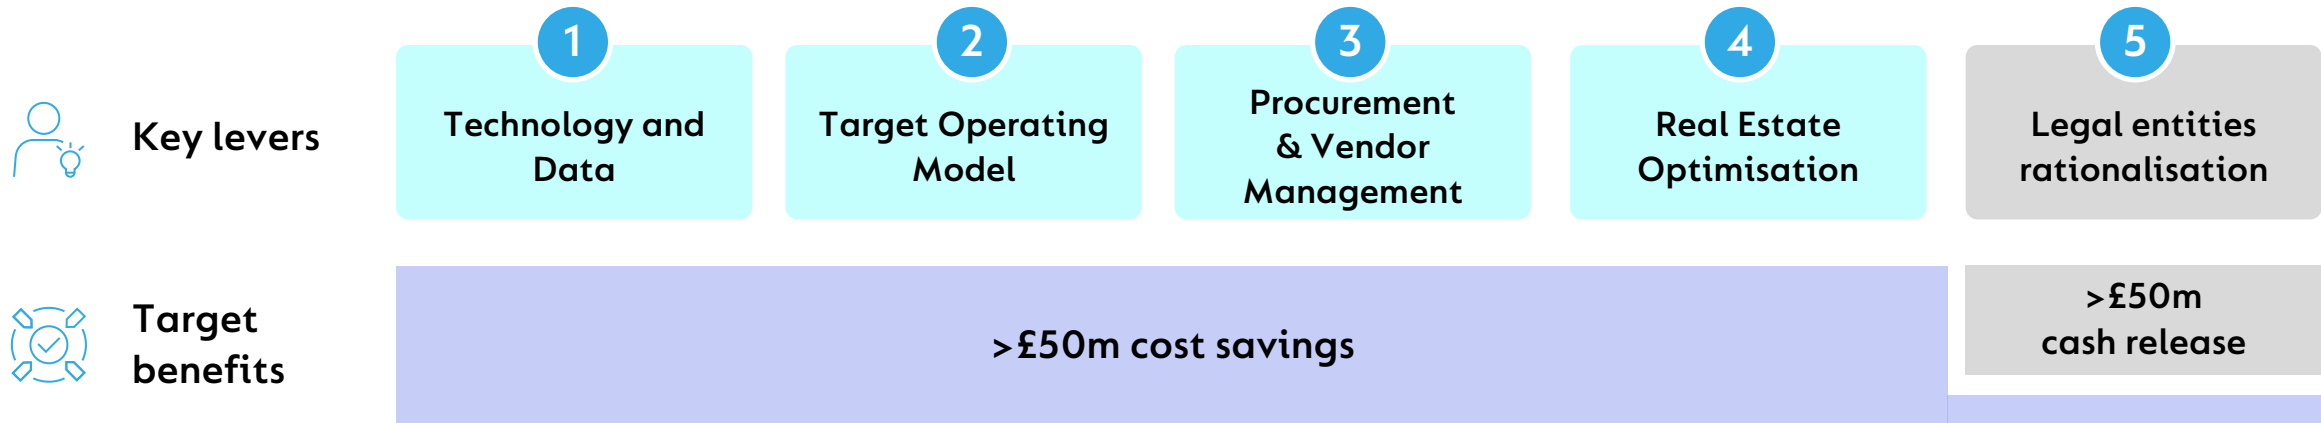 1
2
3
4
5
Key levers
Technology and
Data
Target Operating
Model
Procurement
& Vendor
Management
Real Estate
Optimisation
Legal entities
rationalisation
Target
benefits
>£50m cost savings
>£50m
cash release